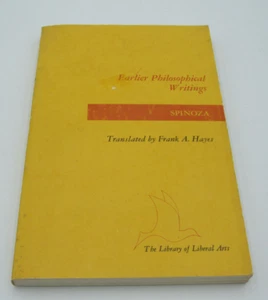 Earlier Philosophical
Writings
SPINOZA
Translated by Frank A. Hayes
The Library of Liberal Arts